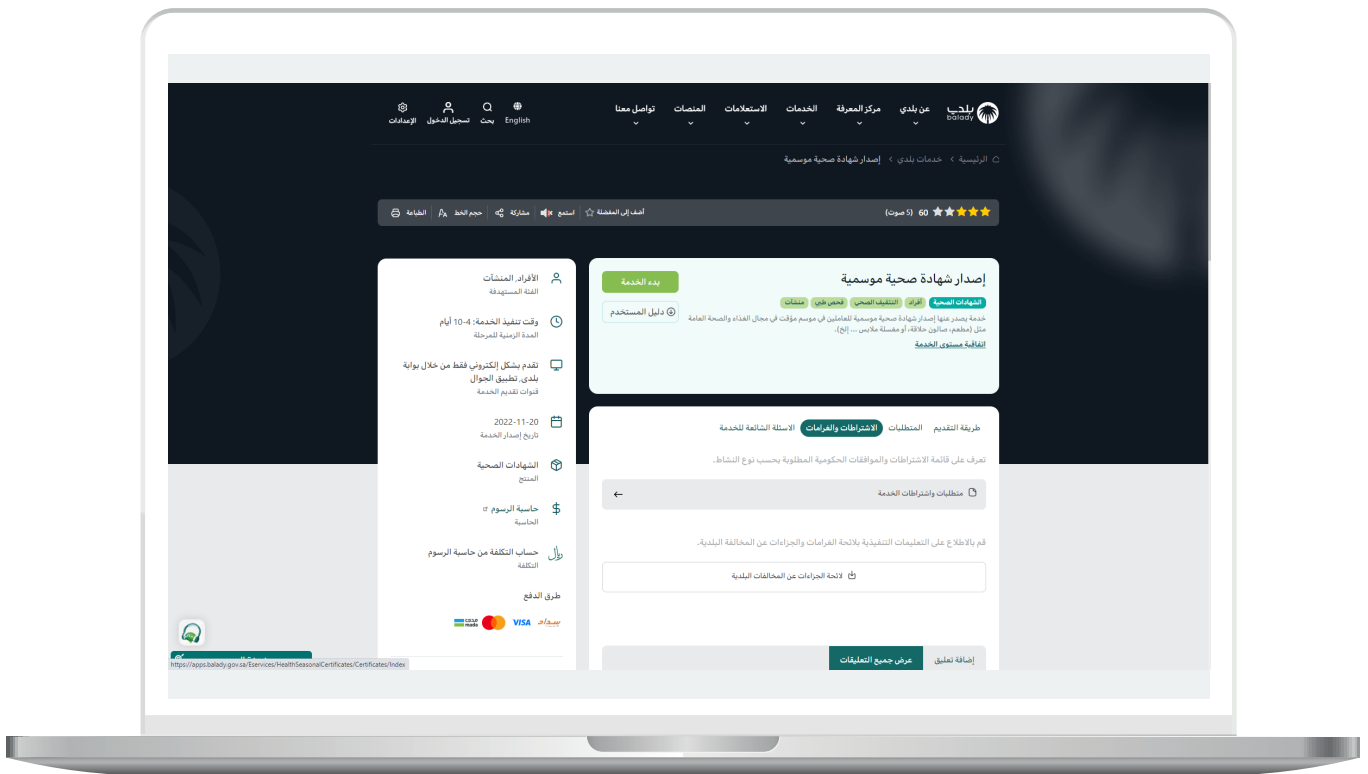 بلدي
balady
عن بلدي
مركز المعرفة
الخدمات
الاستعلامات
المنصات
تواصل معنا
English
بحث
تسجيل الدخول
الإعدادات
الرئيسية > خدمات بلدي > إصدار شهادة صحية موسمية
60 (5 صوت)
أضف إلى المفضلة
استمع
مشاركة
حجم الخط
الطباعة
إصدار شهادة صحية موسمية
الشهادات الصحية
أفراد
التثقيف الصحي
فحص طبي
منشآت
خدمة يصدر عنها إصدار شهادة صحية موسمية للعاملين في موسم مؤقت في مجال الغذاء والصحة العامة
مثل (مطعم، صالون حلاقة، أو مغسلة ملابس ... إلخ).
اتفاقية مستوى الخدمة
بدء الخدمة
دليل المستخدم
طريقة التقديم
المتطلبات
الاشتراطات والغرامات
الاسئلة الشائعة للخدمة
تعرف على قائمة الاشتراطات والموافقات الحكومية المطلوبة بحسب نوع النشاط.
متطلبات واشتراطات الخدمة
قم بالاطلاع على التعليمات التنفيذية بلائحة الغرامات والجزاءات عن المخالفة البلدية.
لائحة الجزاءات عن المخالفات البلدية
إضافة تعليق
عرض جميع التعليقات
الأفراد, المنشآت
الفئة المستهدفة
وقت تنفيذ الخدمة: 4-10 أيام
المدة الزمنية للمرحلة
تقدم بشكل إلكتروني فقط من خلال بوابة
بلدي, تطبيق الجوال
قنوات تقديم الخدمة
2022-11-20
تاريخ إصدار الخدمة
الشهادات الصحية
المنتج
حاسبة الرسوم
الحاسبة
ريال
حساب التكلفة من حاسبة الرسوم
التكلفة
طرق الدفع
سداد
VISA
مدى
mada
https://apps.balady.gov.sa/Eservices/HealthSeasonalCertificates/Certificates/Index